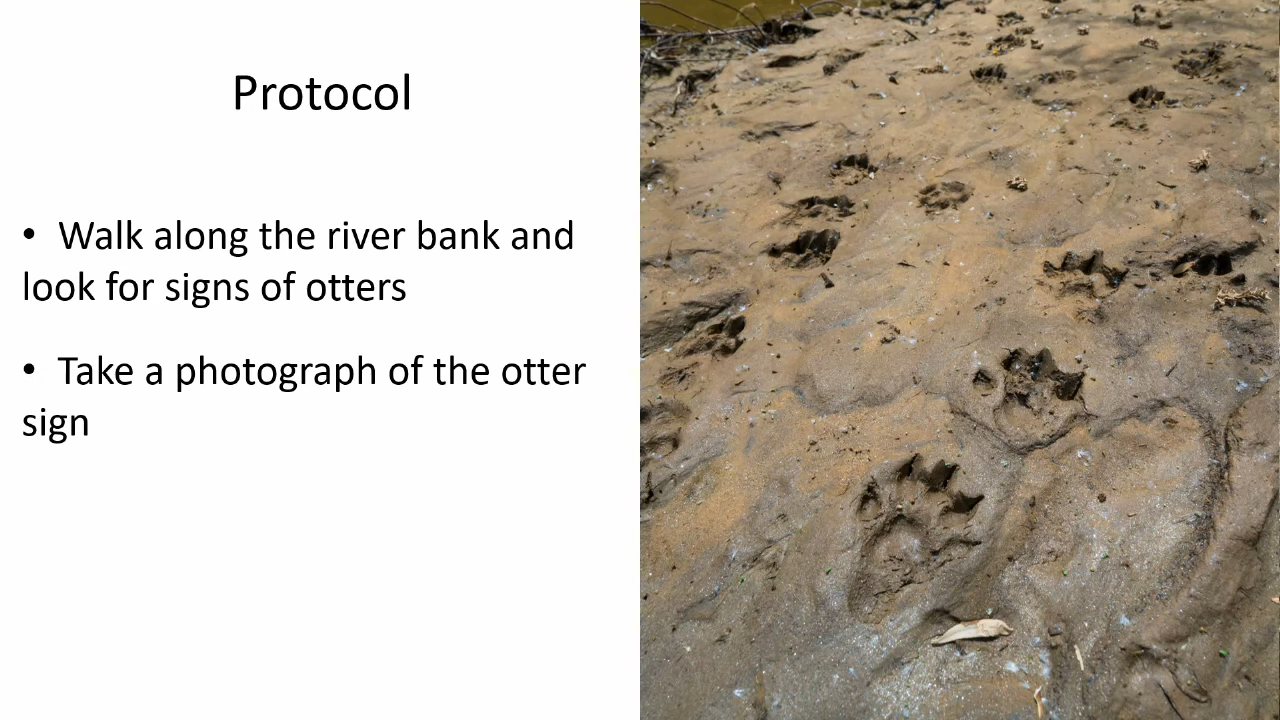 Protocol
• Walk along the river bank and
look for signs of otters
• Take a photograph of the otter
sign